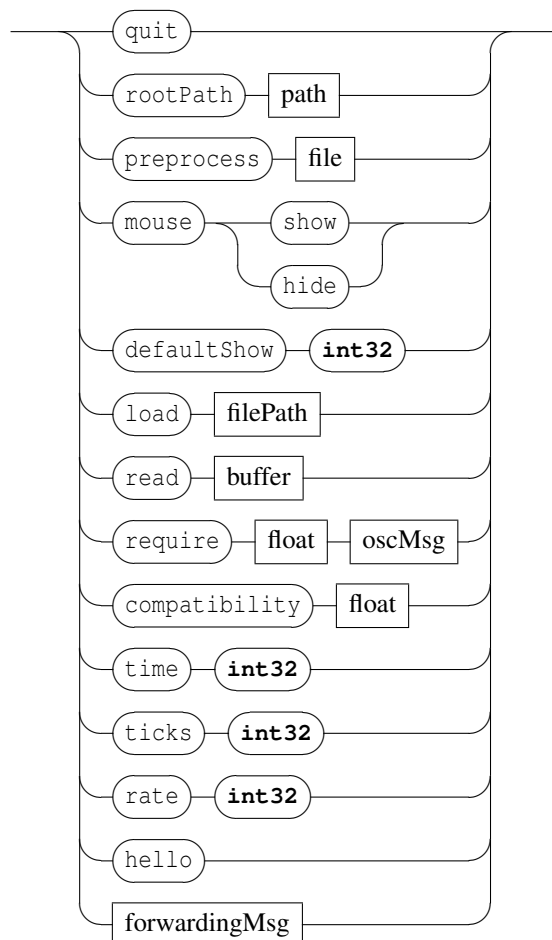 quit
rootPath path
preprocess file
mouse show
hide
defaultShow int32
load filePath
read buffer
require float oscMsg
compatibility float
time int32
ticks int32
rate int32
hello
forwardingMsg